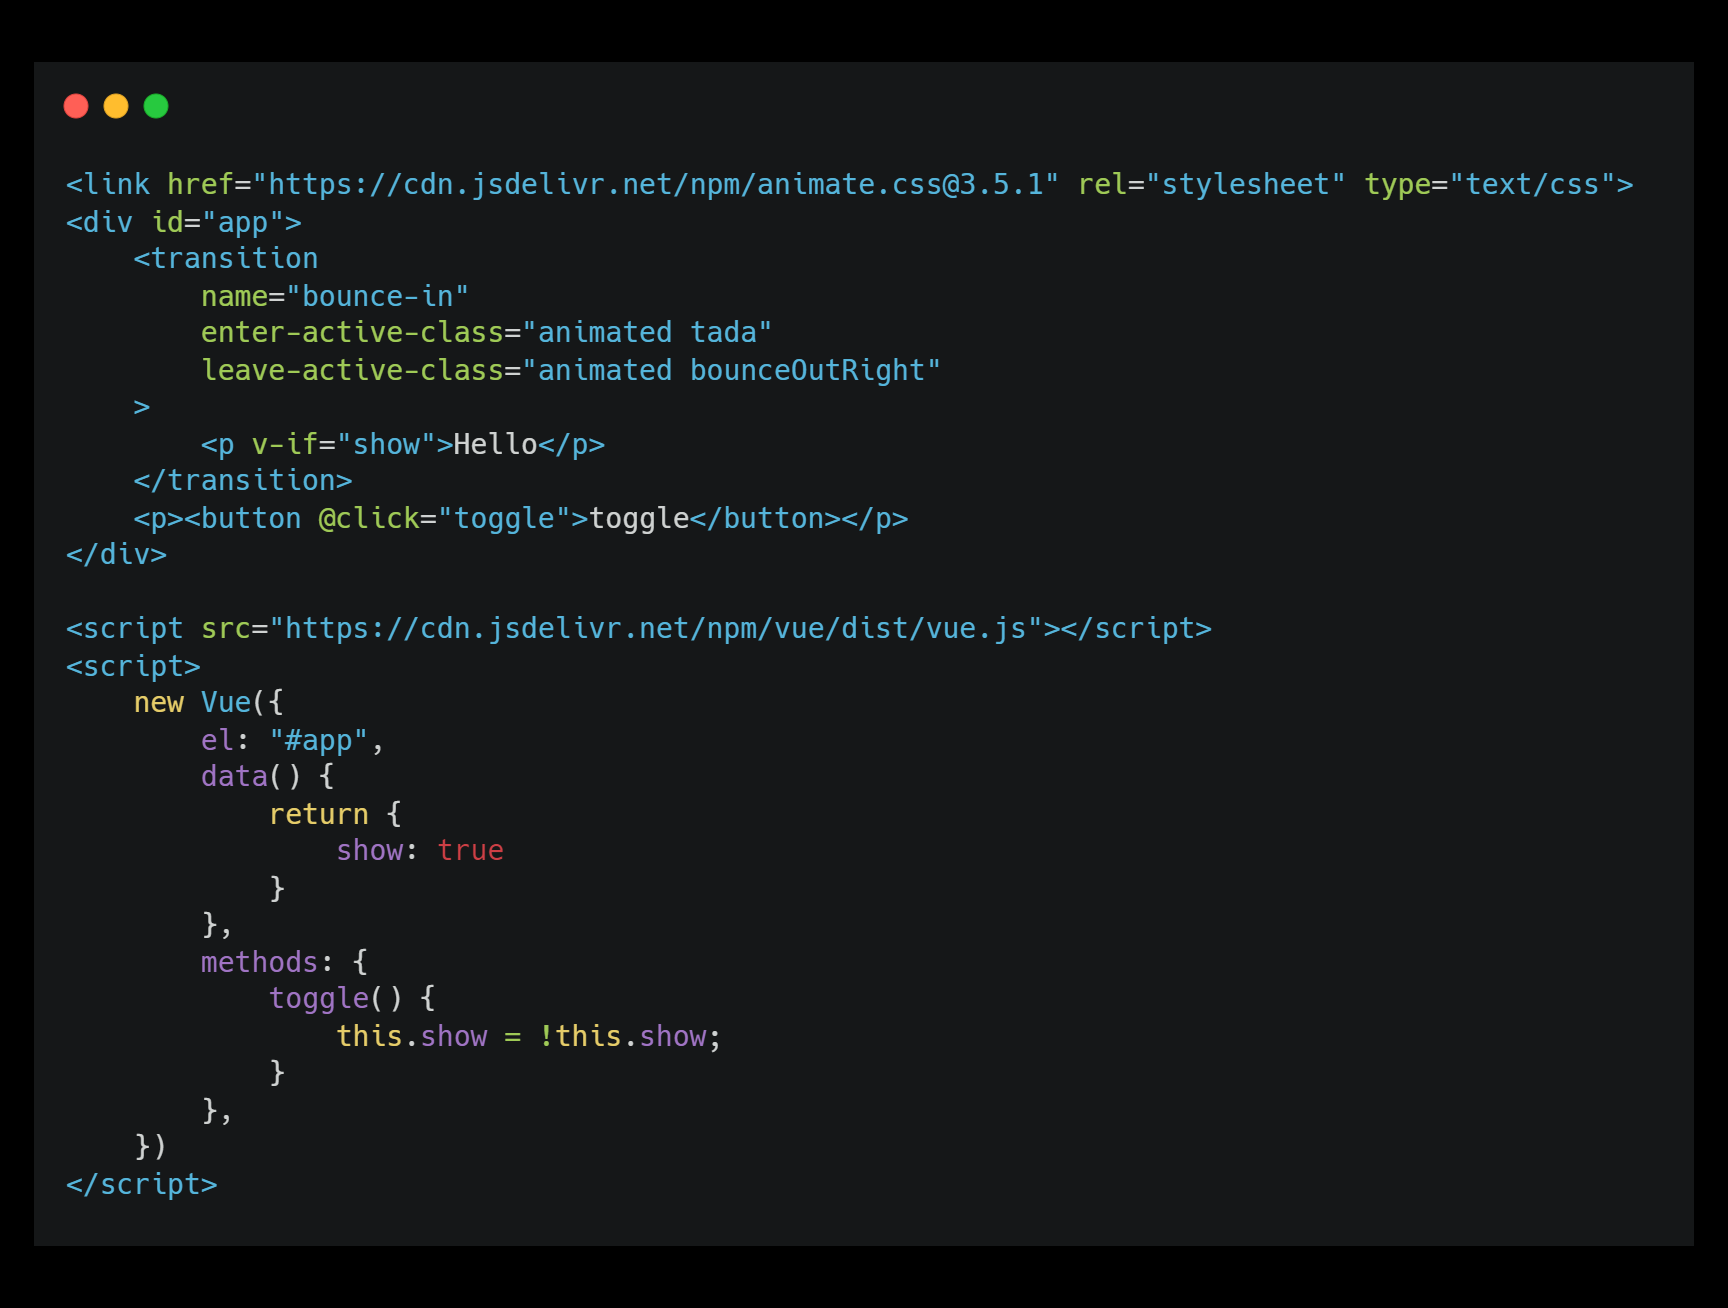 <link href="https://cdn.jsdelivr.net/npm/animate.css@3.5.1" rel="stylesheet" type="text/css">
<div id="app">
    <transition
        name="bounce-in"
        enter-active-class="animated tada"
        leave-active-class="animated bounceOutRight"
    >
        <p v-if="show">Hello</p>
    </transition>
    <p><button @click="toggle">toggle</button></p>
</div>

<script src="https://cdn.jsdelivr.net/npm/vue/dist/vue.js"></script>
<script>
    new Vue({
        el: "#app",
        data() {
            return {
                show: true
            }
        },
        methods: {
            toggle() {
                this.show = !this.show;
            }
        },
    })
</script>